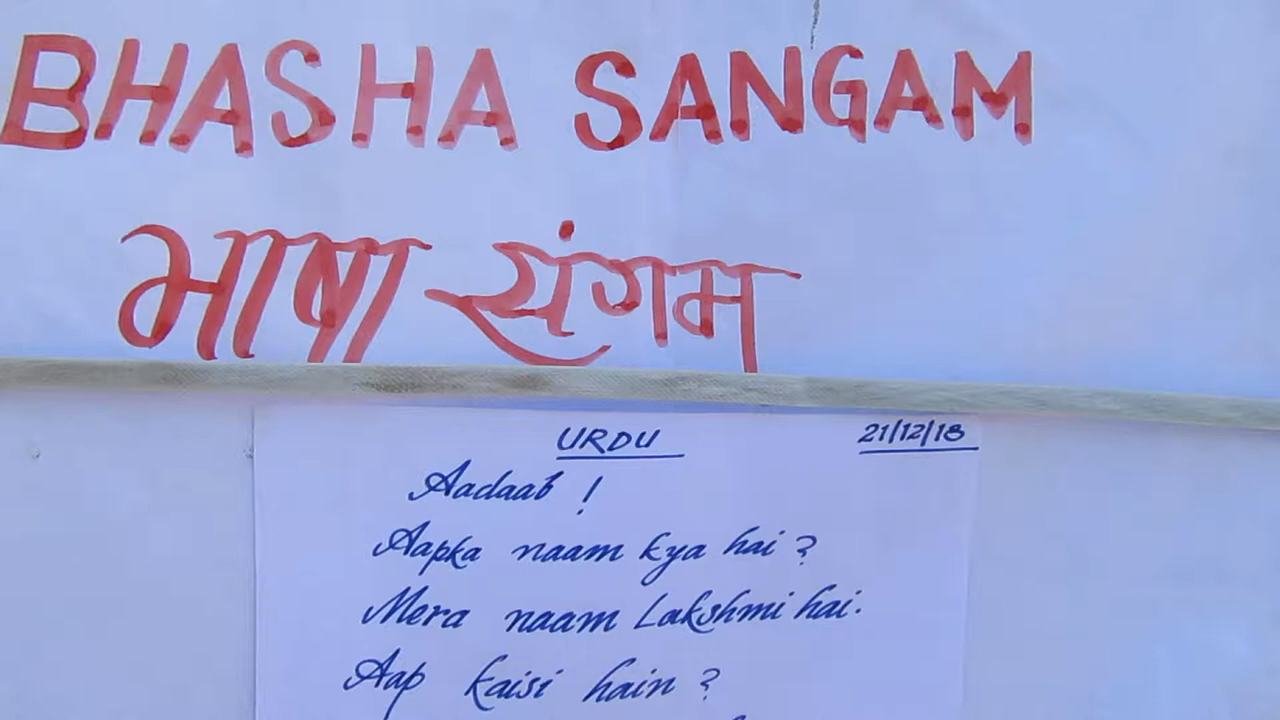 BHASHA SANGAM
भाषा संगम
URDU 21/12/18
Aadaab !
Aapka naam kya hai ?
Mera naam Lakshmi hai.
Aap kaisi hain ?